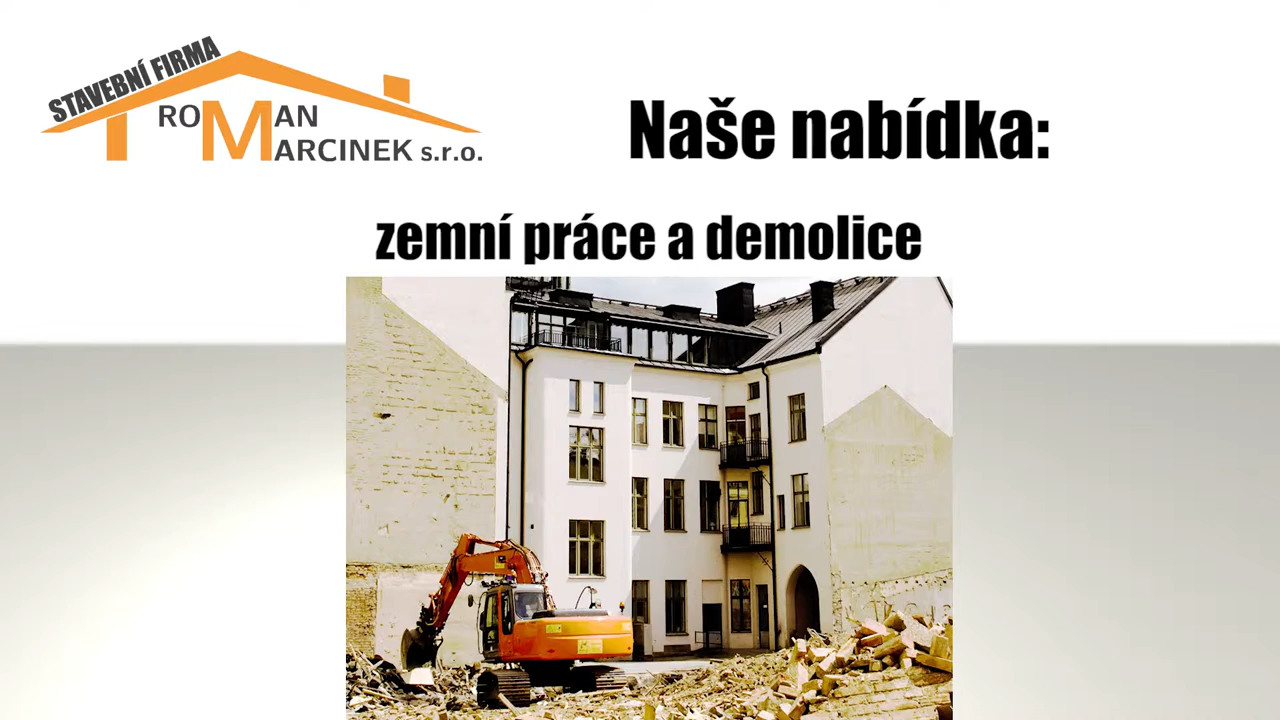 STAVEBNÍ FIRMA
ROMAN
MARCINEK s.r.o.
Naše nabídka:
zemní práce a demolice